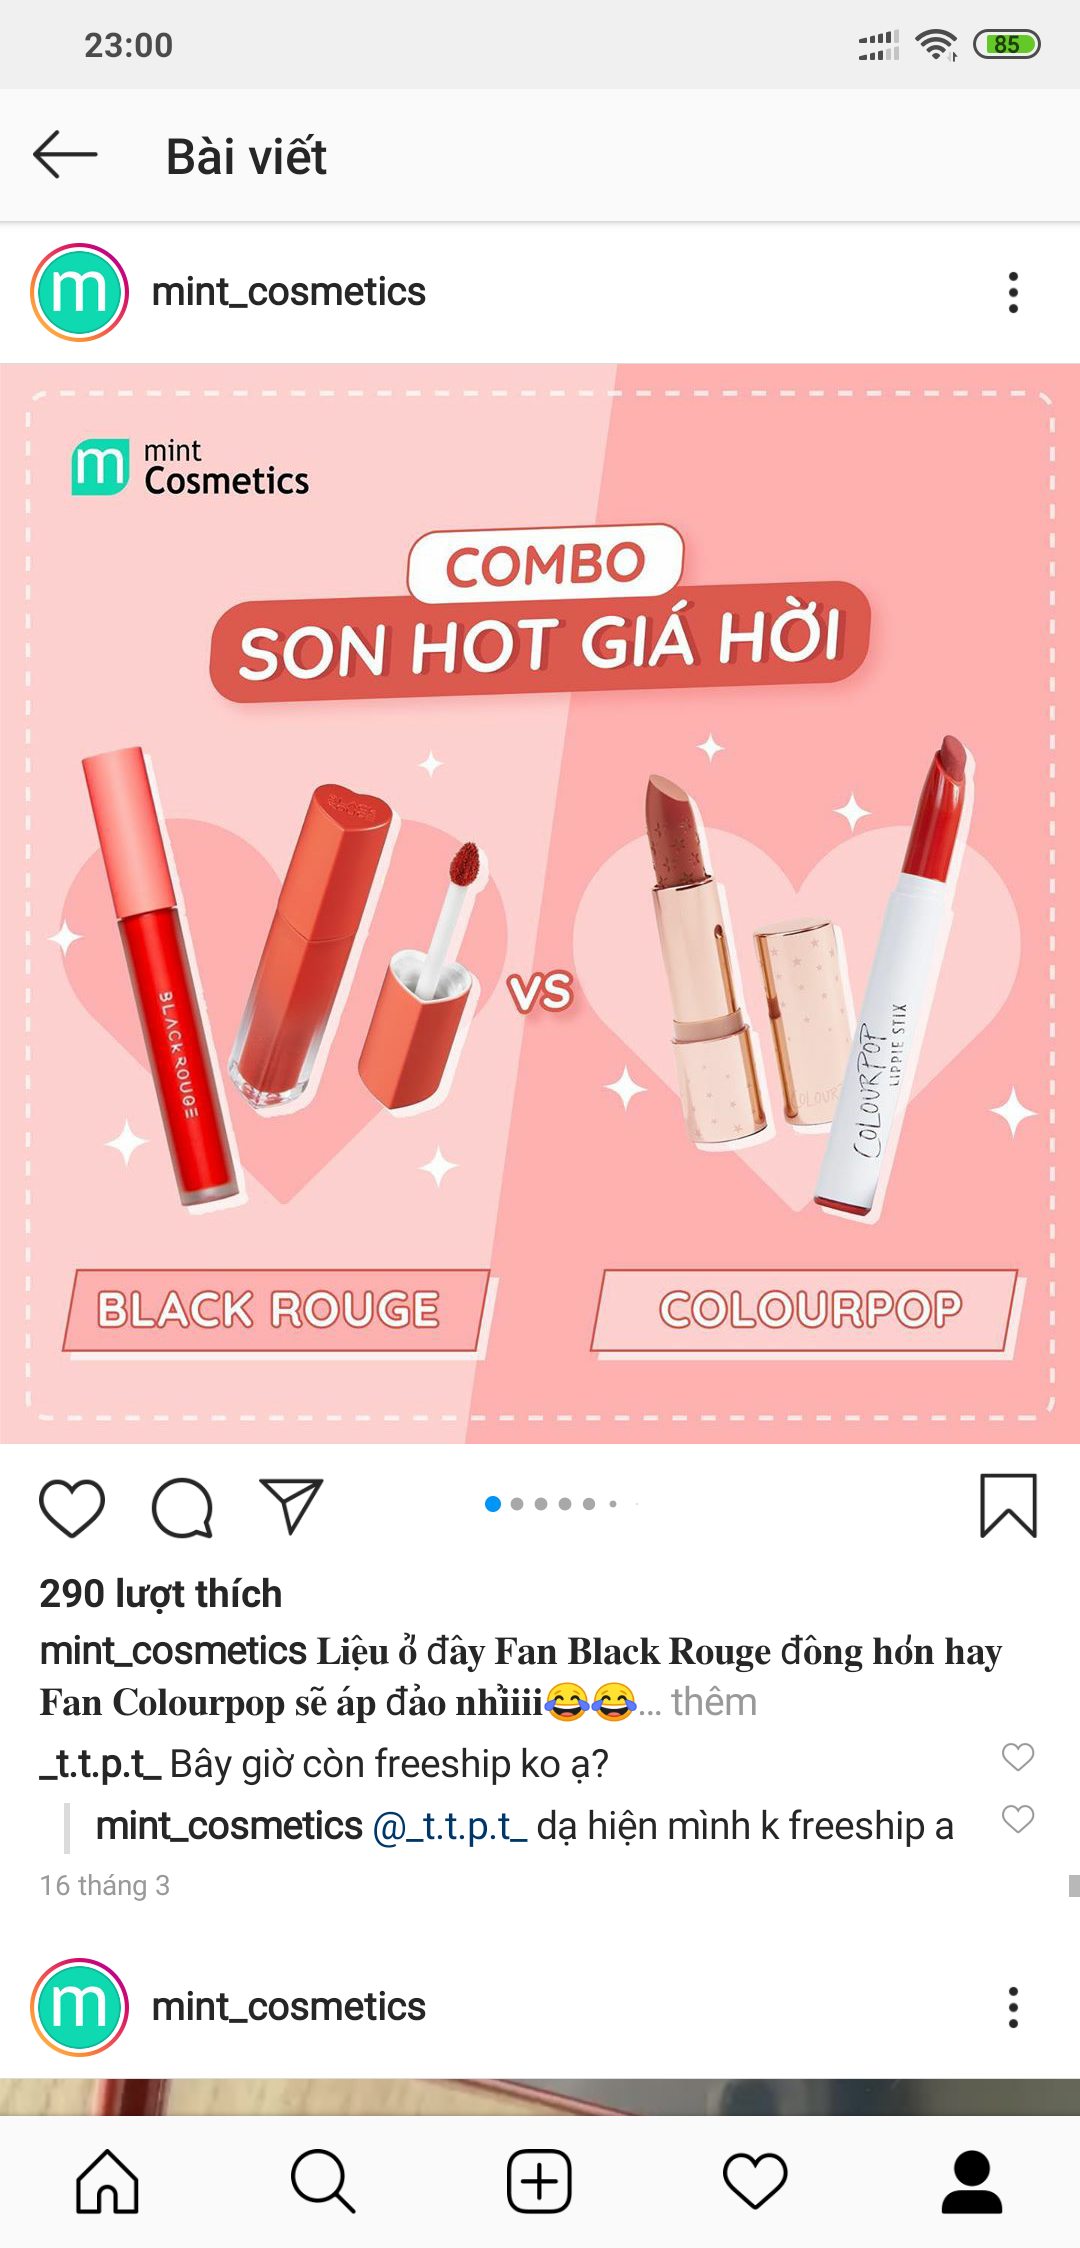 23:00
85
Bài viết
m
mint_cosmetics
m
mint
Cosmetics
COMBO
SON HOT GIÁ HỜI
BLACK ROUGE
VS
COLOURPOP
LIPPIE STIX
BLACK ROUGE
COLOURPOP
290 lượt thích
mint_cosmetics Liệu ở đây Fan Black Rouge đông hơn hay
Fan Colourpop sẽ áp đảo nhỉiiii😂😂... thêm
_t.t.p.t_ Bây giờ còn freeship ko ạ?
mint_cosmetics @_t.t.p.t_ dạ hiện mình k freeship a
16 tháng 3
m
mint_cosmetics